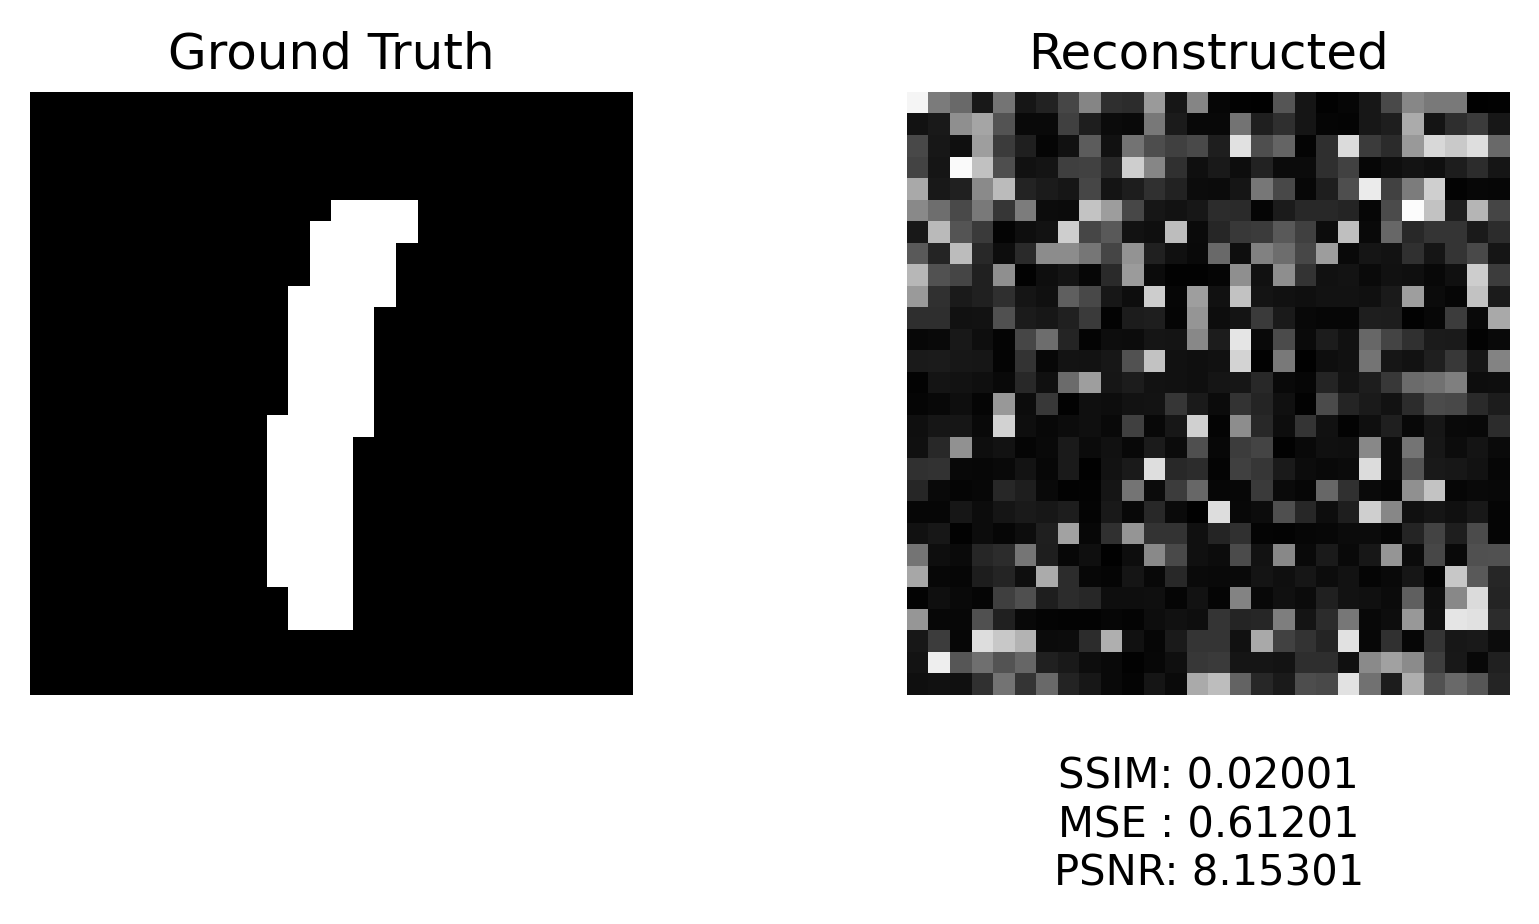 Ground Truth
Reconstructed
SSIM: 0.02001
MSE : 0.61201
PSNR: 8.15301